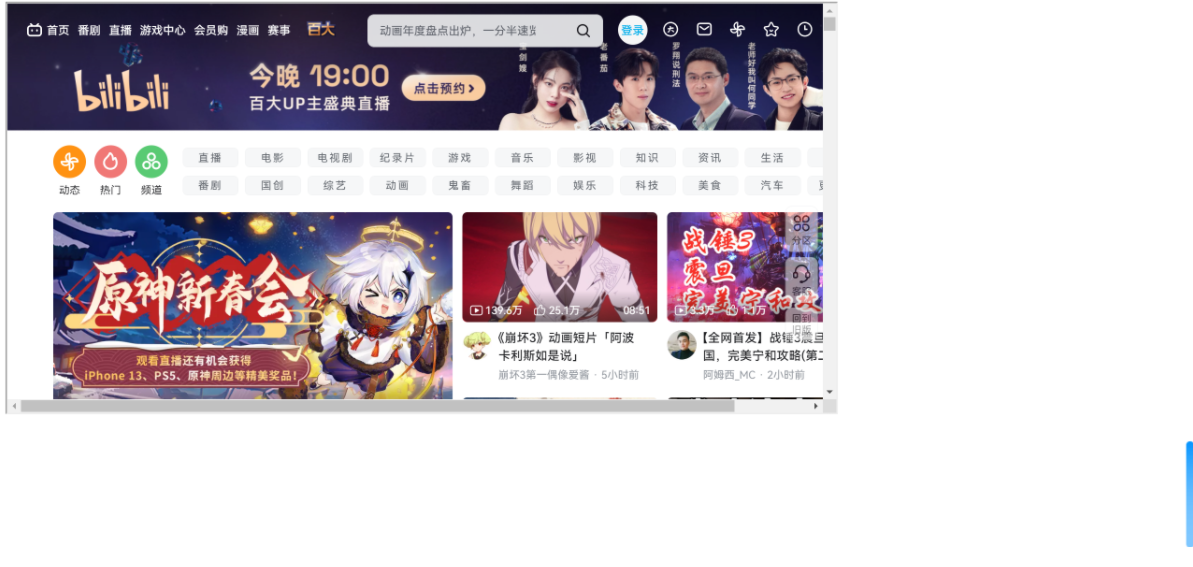 首页 番剧 直播 游戏中心 会员购 漫画 赛事 百大
动画年度盘点出炉，一分半速览
登录
bilibili
今晚 19:00
百大UP主盛典直播
点击预约
老番茄
罗翔说刑法
老师好我叫何同学
动态 热门 频道
直播 电影 电视剧 纪录片 游戏 音乐 影视 知识 资讯 生活
番剧 国创 综艺 动画 鬼畜 舞蹈 娱乐 科技 美食 汽车
原神新春会
观看直播还有机会获得
iPhone 13、PS5、原神周边等精美奖品！
139.6万 25.1万 08:51
《崩坏3》动画短片「阿波
卡利斯如是说」
崩坏3第一偶像爱酱 · 5小时前
战锤3
震旦
完美宁和攻
3.3万 1.1万
【全网首发】战锤3震旦
国，完美宁和攻略(第二
阿姆西_MC · 2小时前
分区
客服
回到
旧版